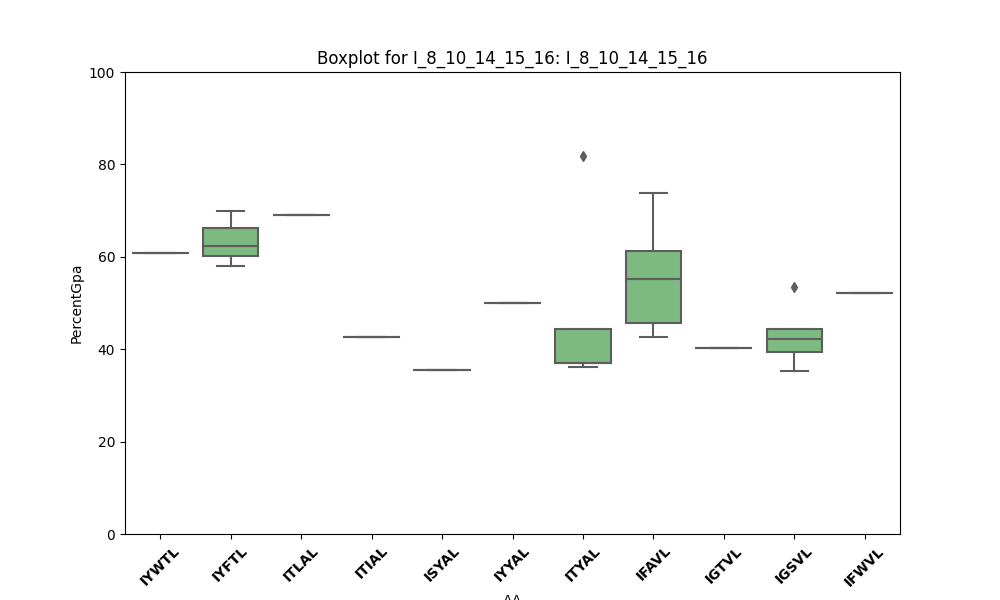 Boxplot for I_8_10_14_15_16: I_8_10_14_15_16
PercentGpa
100
80
60
40
20
0
IYWTL IYFTL ITLAL ITIAL ISYAL IYYAL ITYAL IFAVL IGTVL IGSVL IFWVL
AA